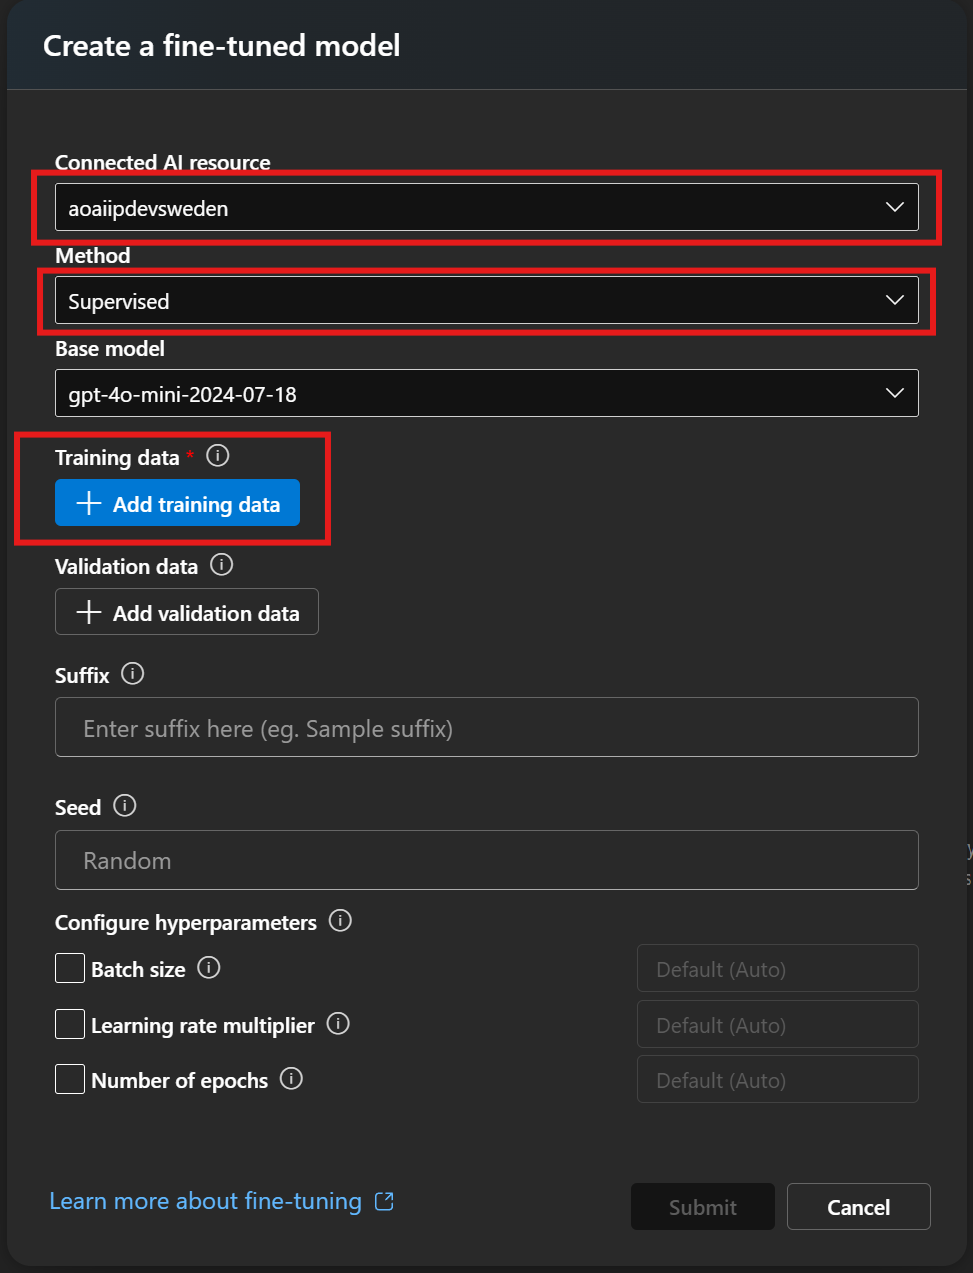 Create a fine-tuned model
Connected AI resource
aoaiipdevsweden
Method
Supervised
Base model
gpt-4o-mini-2024-07-18
Training data *
Add training data
Validation data
Add validation data
Suffix
Enter suffix here (eg. Sample suffix)
Seed
Random
Configure hyperparameters
Batch size Default (Auto)
Learning rate multiplier Default (Auto)
Number of epochs Default (Auto)
Learn more about fine-tuning Submit Cancel